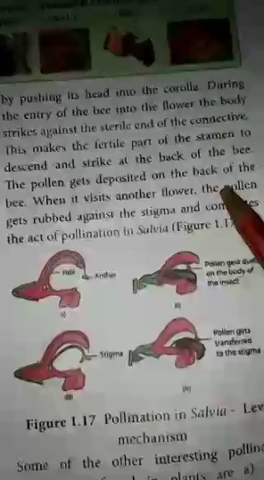 by pushing its head into the corolla. During
the entry of the bee into the flower the body
strikes against the sterile end of the connective.
This makes the fertile part of the stamen to
descend and strike at the back of the bee.
The pollen gets deposited on the back of the
bee. When it visits another flower, the pollen
gets rubbed against the stigma and
the act of pollination in Salvia (Figure 1.17
Anther
Pollen gets
on the body of
the insect
Stigma
Pollen gets
transferred
to the stigma
Figure 1.17 Pollination in Salvia - Lev
mechanism
Some of the other interesting pollin
plants are a)